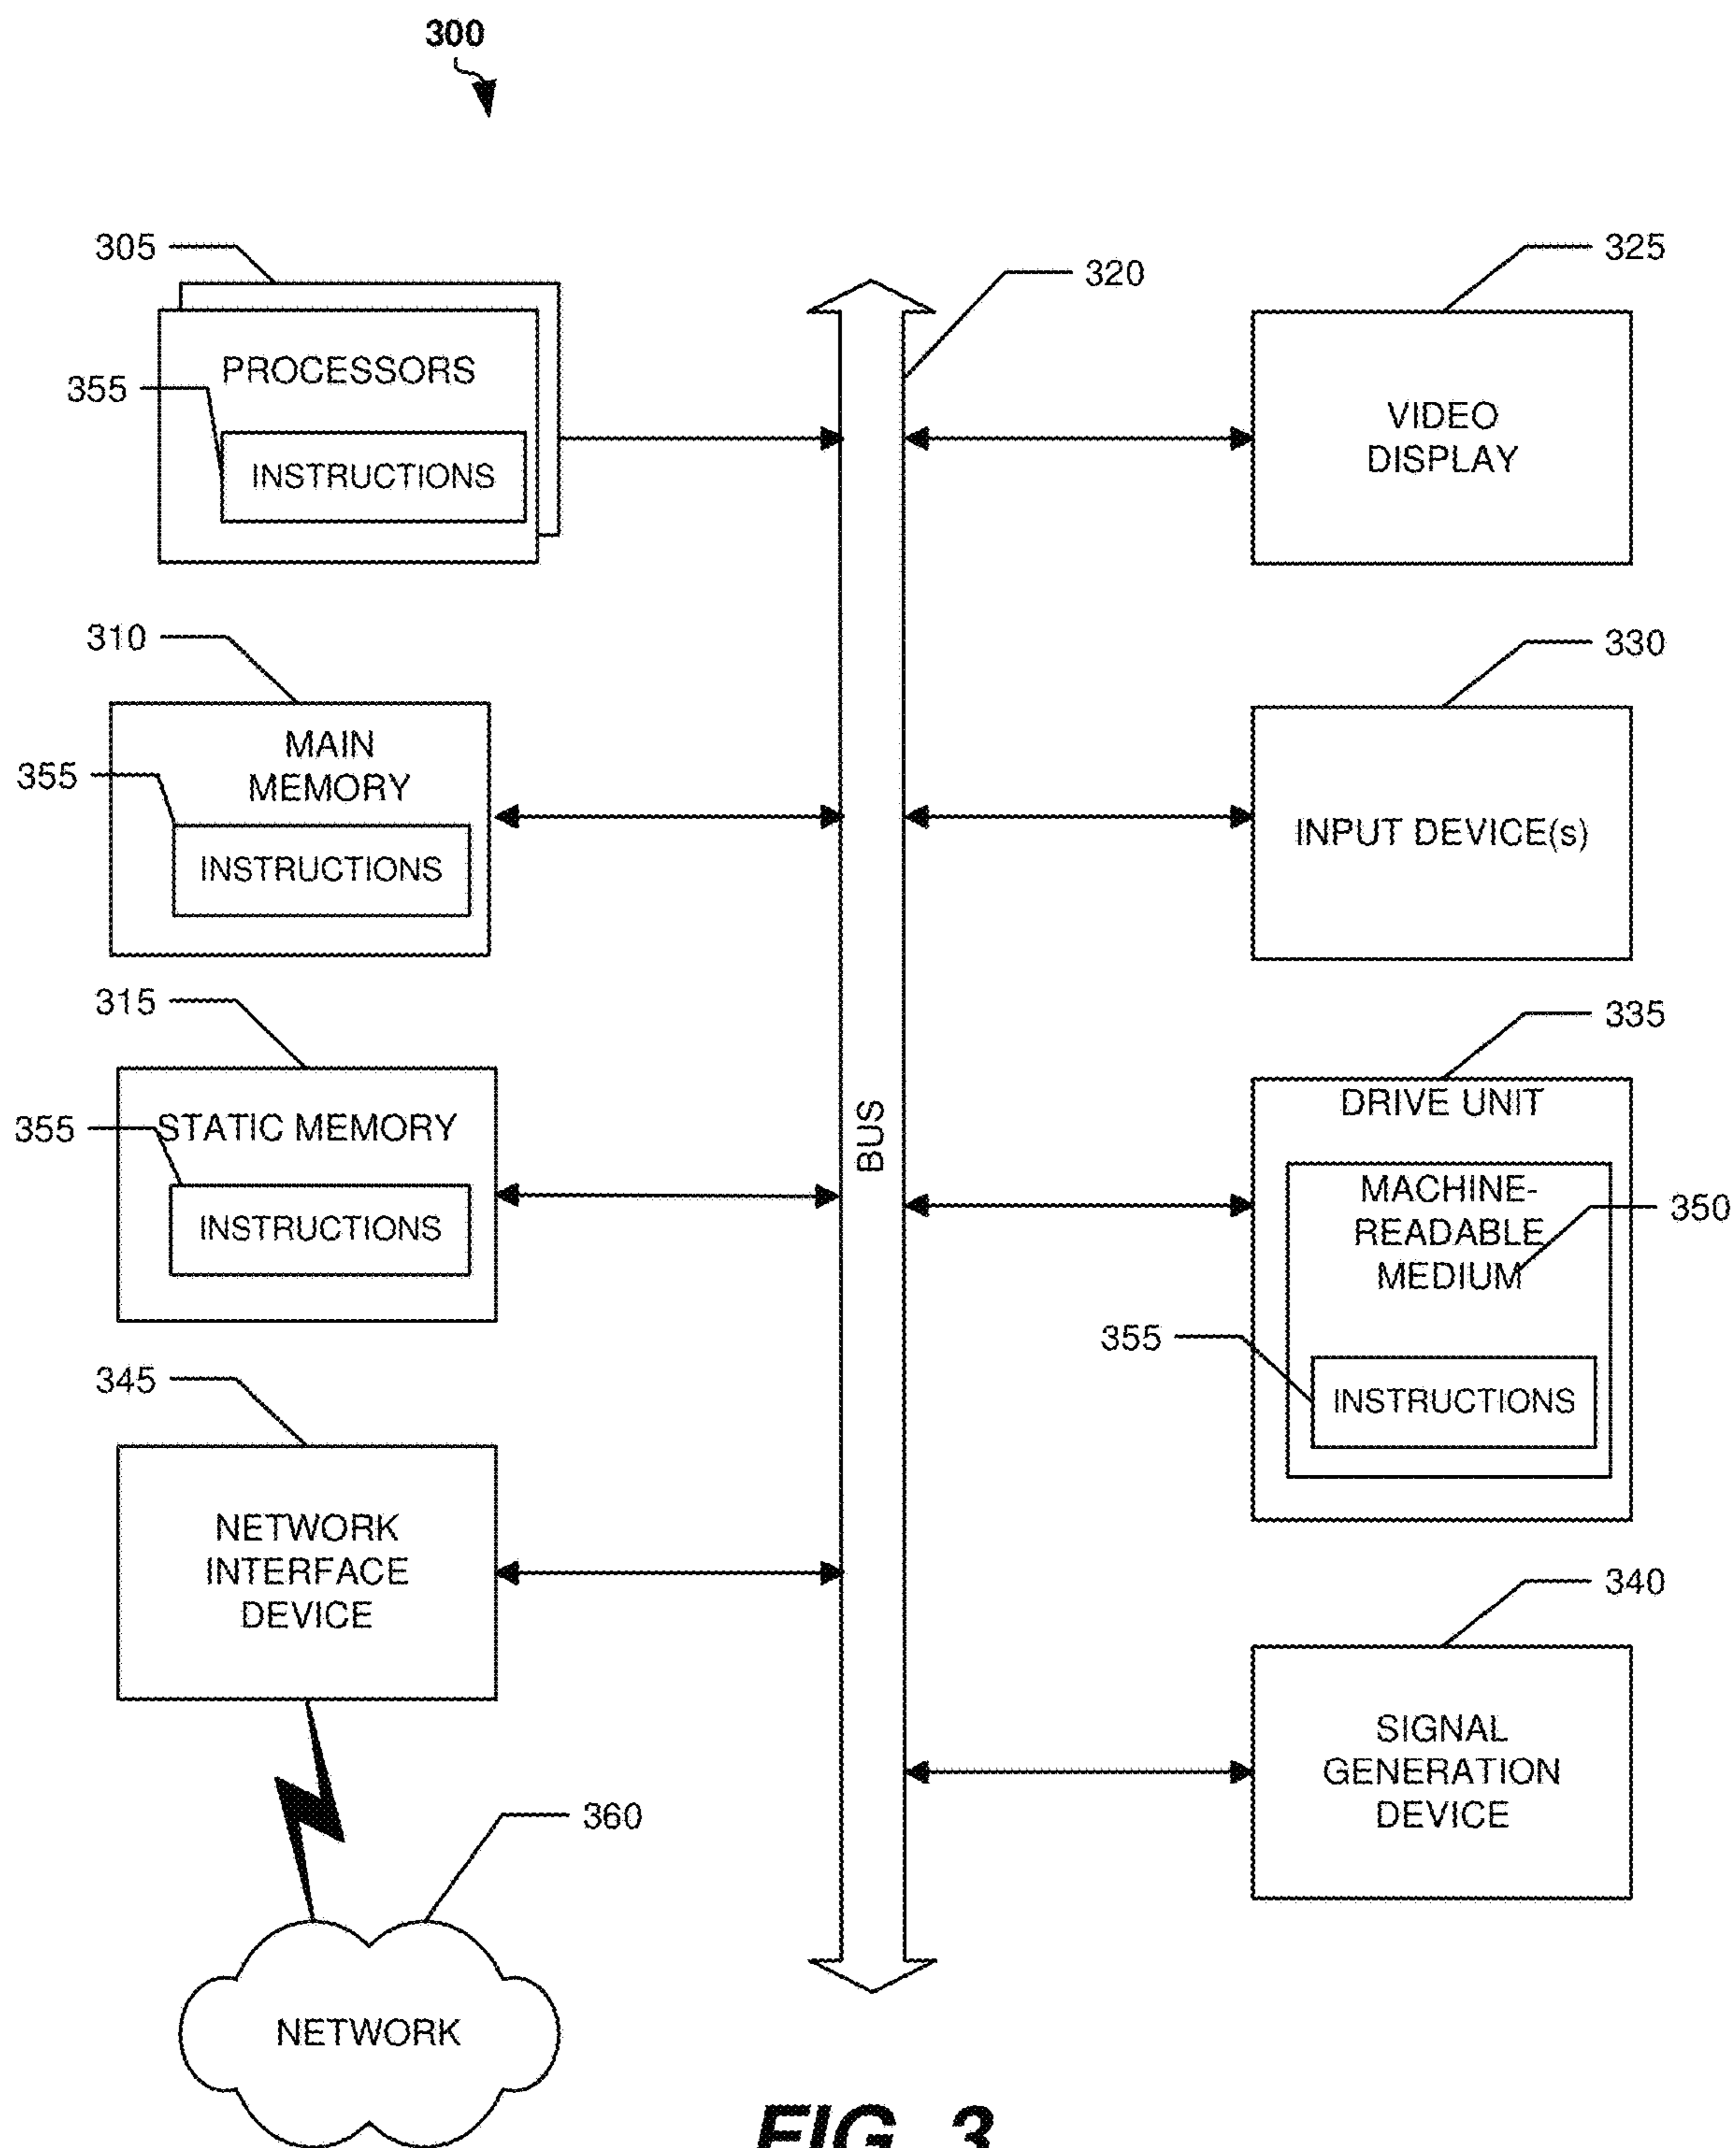 300
305
PROCESSORS
355
INSTRUCTIONS
310
MAIN
MEMORY
355
INSTRUCTIONS
315
STATIC MEMORY
355
INSTRUCTIONS
345
NETWORK
INTERFACE
DEVICE
360
NETWORK
320
BUS
325
VIDEO
DISPLAY
330
INPUT DEVICE(s)
335
DRIVE UNIT
MACHINE-
READABLE
MEDIUM
350
355
INSTRUCTIONS
340
SIGNAL
GENERATION
DEVICE
FIG. 3